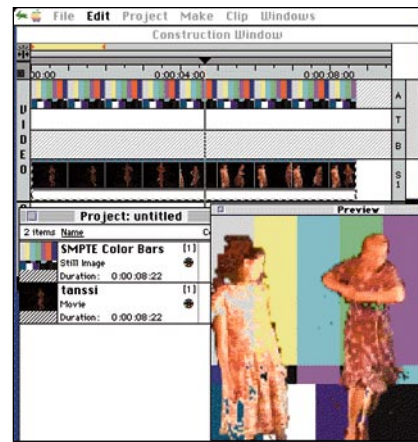 File Edit Project Make Clip Windows
Construction Window
00:00 0:00:04:00 0:00:08:00
A
T
VIDEO
B
S1
Project: untitled
Preview
2 items Name
SMPTE Color Bars [1]
Still Image
Duration: 0:00:08:22
tanssi [1]
Movie
Duration: 0:00:08:22